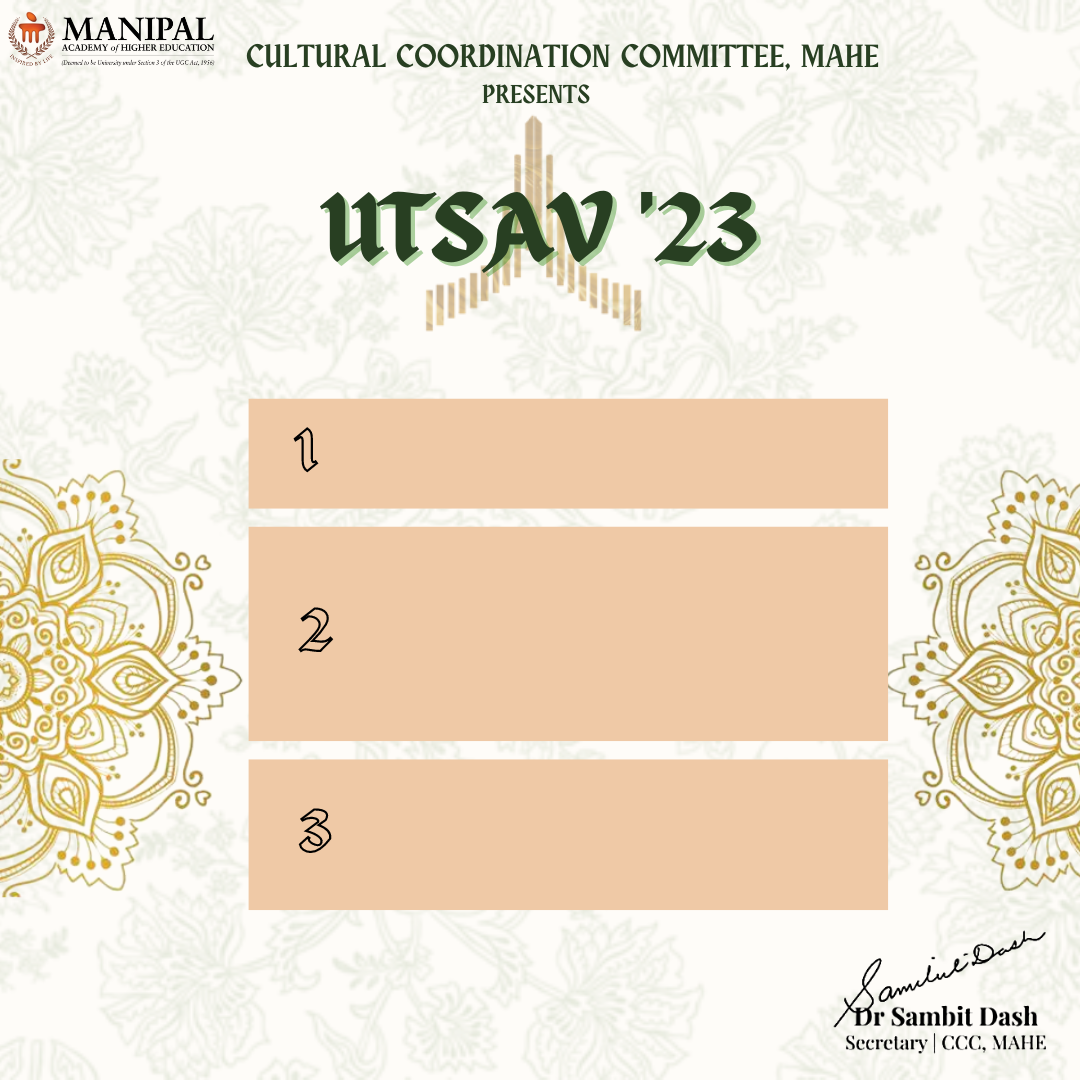 MANIPAL
ACADEMY of HIGHER EDUCATION
(Deemed to be University under Section 3 of the UGC Act, 1956)
INSPIRED BY LIFE
CULTURAL COORDINATION COMMITTEE, MAHE
PRESENTS
UTSAV '23
1
2
3
Sambit Dash
Dr Sambit Dash
Secretary | CCC, MAHE